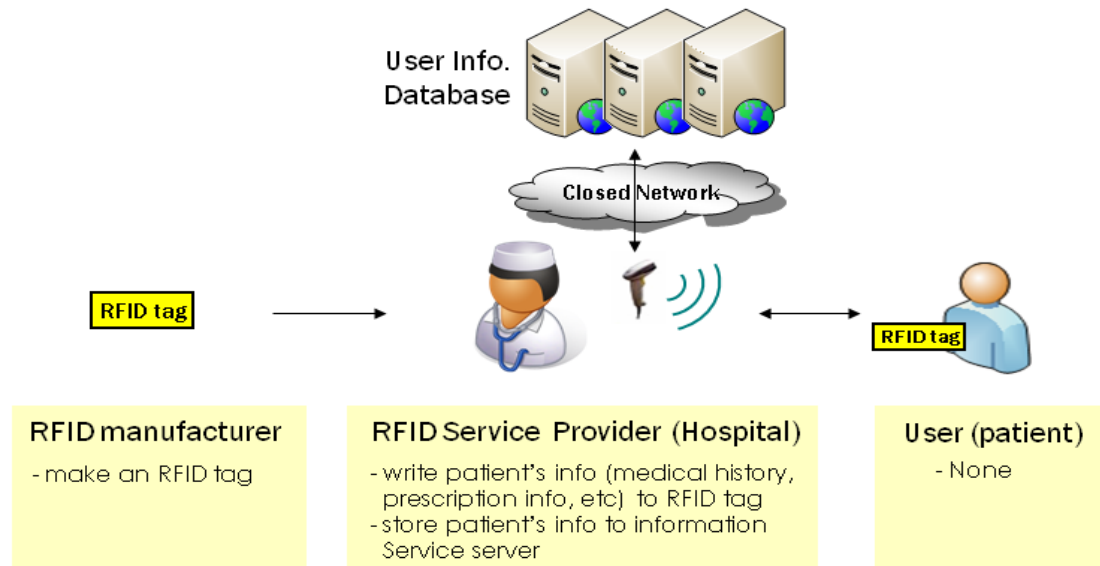 User Info.
Database
Closed Network
RFID tag
RFID tag
RFID manufacturer
- make an RFID tag
RFID Service Provider (Hospital)
- write patient's info (medical history,
prescription info, etc) to RFID tag
- store patient's info to information
Service server
User (patient)
- None